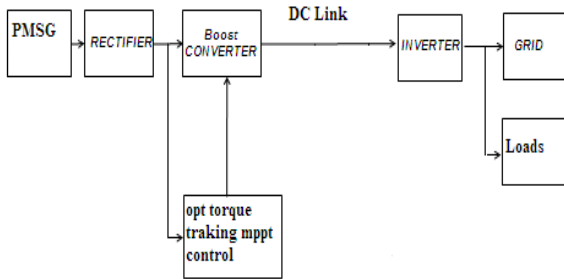 PMSG
RECTIFIER
Boost
CONVERTER
DC Link
INVERTER
GRID
Loads
opt torque
traking mppt
control